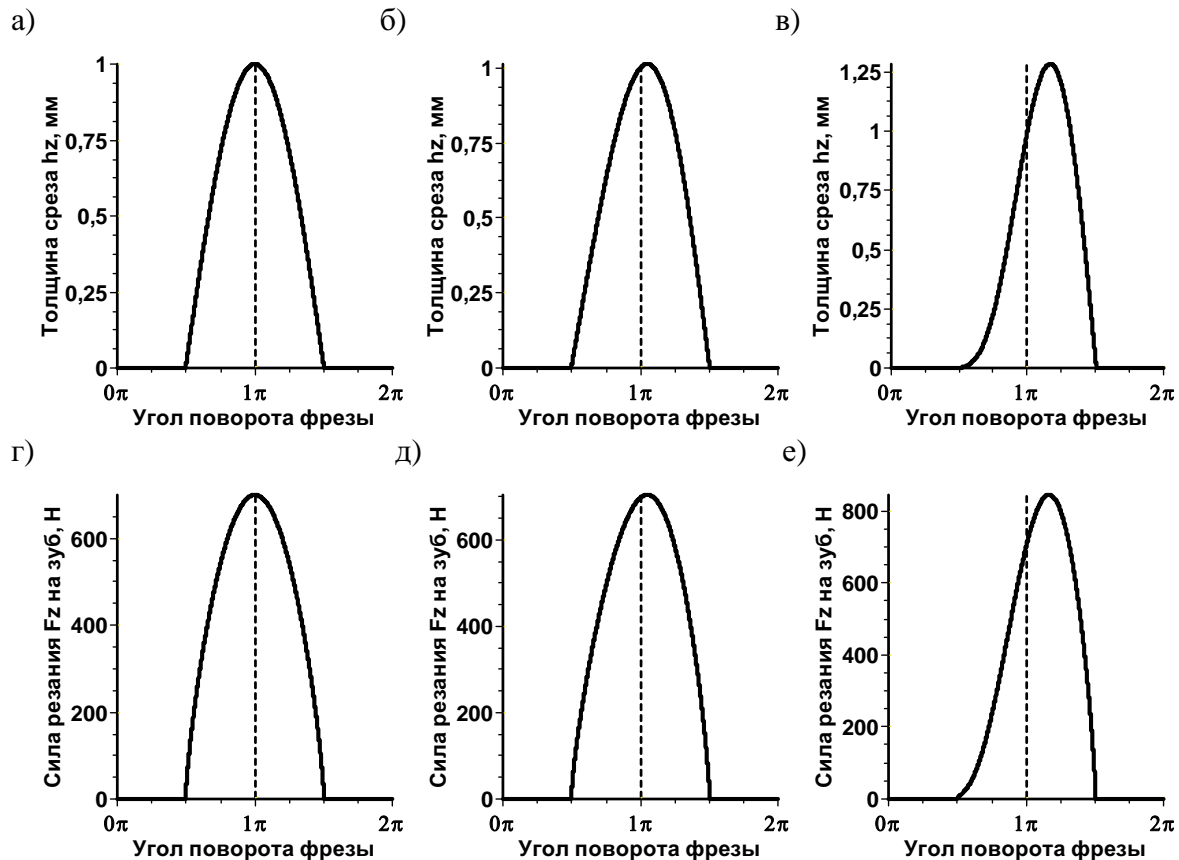 а) б) в)
Толщина среза hz, мм
1
0,75
0,5
0,25
0
0π 1π 2π
Угол поворота фрезы
Толщина среза hz, мм
1
0,75
0,5
0,25
0
0π 1π 2π
Угол поворота фрезы
Толщина среза hz, мм
1,25
1
0,75
0,5
0,25
0
0π 1π 2π
Угол поворота фрезы
г) д) е)
Сила резания Fz на зуб, Н
600
400
200
0
0π 1π 2π
Угол поворота фрезы
Сила резания Fz на зуб, Н
600
400
200
0
0π 1π 2π
Угол поворота фрезы
Сила резания Fz на зуб, Н
800
600
400
200
0
0π 1π 2π
Угол поворота фрезы